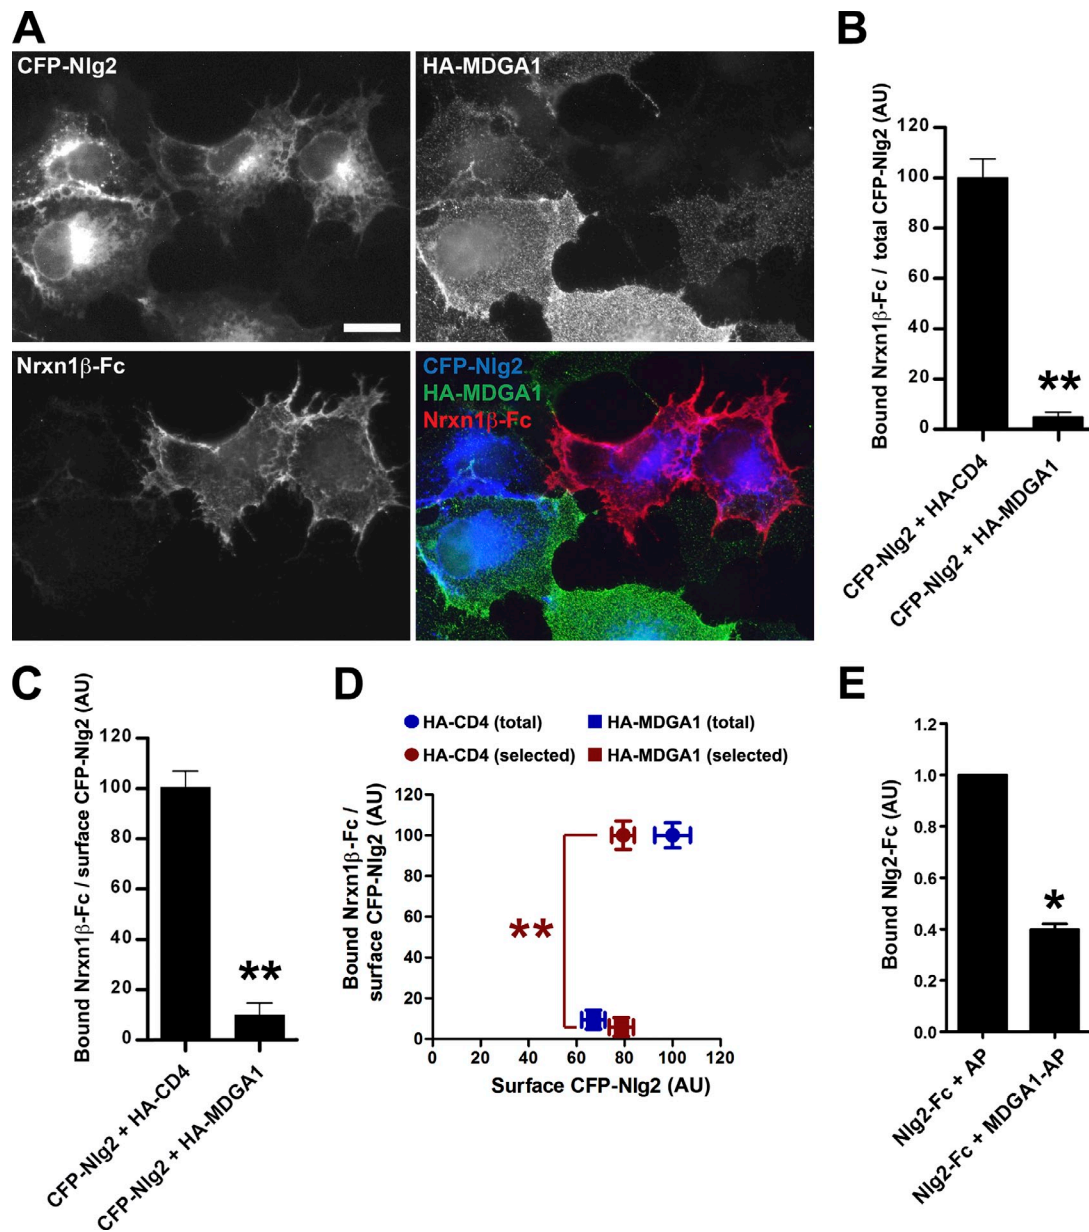 A
CFP-Nlg2
HA-MDGA1
Nrxn1β-Fc
CFP-Nlg2
HA-MDGA1
Nrxn1β-Fc
B
Bound Nrxn1β-Fc / total CFP-Nlg2 (AU)
120
100
80
60
40
20
0
**
CFP-Nlg2 + HA-CD4
CFP-Nlg2 + HA-MDGA1
C
Bound Nrxn1β-Fc / surface CFP-Nlg2 (AU)
120
100
80
60
40
20
0
**
CFP-Nlg2 + HA-CD4
CFP-Nlg2 + HA-MDGA1
D
HA-CD4 (total)
HA-MDGA1 (total)
HA-CD4 (selected)
HA-MDGA1 (selected)
Bound Nrxn1β-Fc /
surface CFP-Nlg2 (AU)
120
100
80
60
40
20
0
**
0 20 40 60 80 100 120
Surface CFP-Nlg2 (AU)
E
Bound Nlg2-Fc (AU)
1.2
1.0
0.8
0.6
0.4
0.2
0.0
*
Nlg2-Fc + AP
Nlg2-Fc + MDGA1-AP